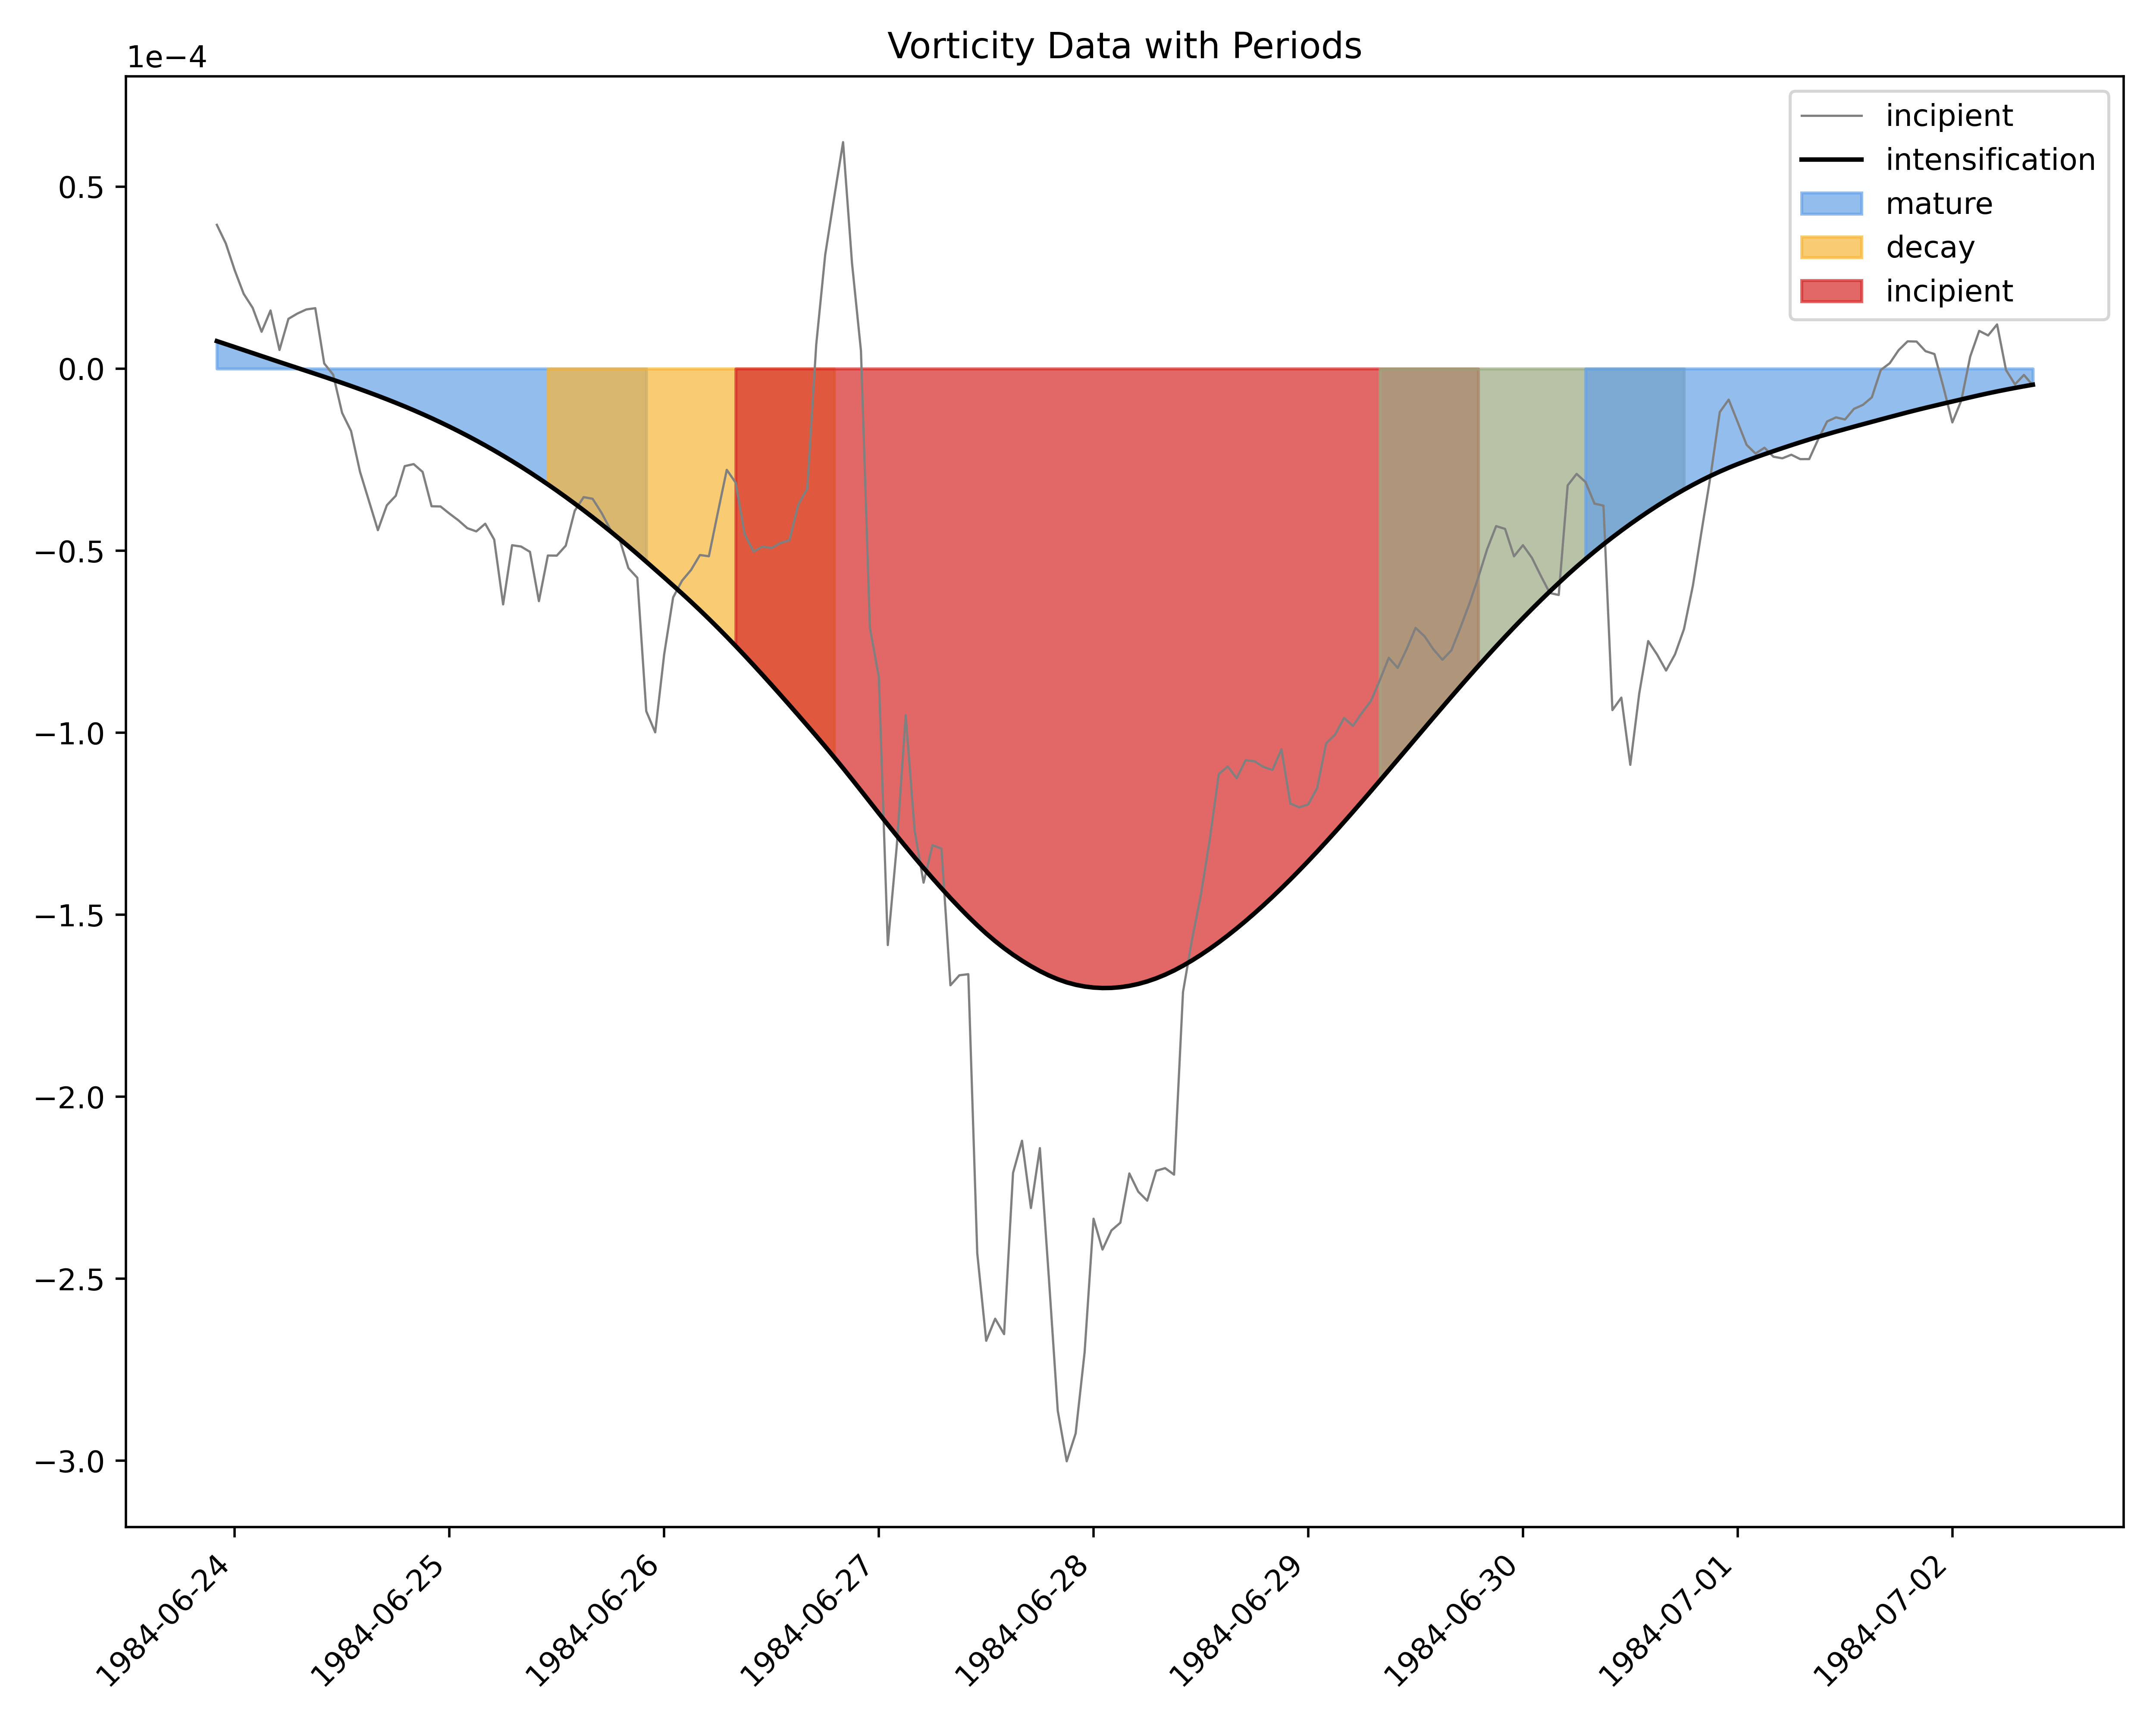 Vorticity Data with Periods
1e−4
incipient
intensification
mature
decay
incipient
0.5
0.0
−0.5
−1.0
−1.5
−2.0
−2.5
−3.0
1984-06-24
1984-06-25
1984-06-26
1984-06-27
1984-06-28
1984-06-29
1984-06-30
1984-07-01
1984-07-02